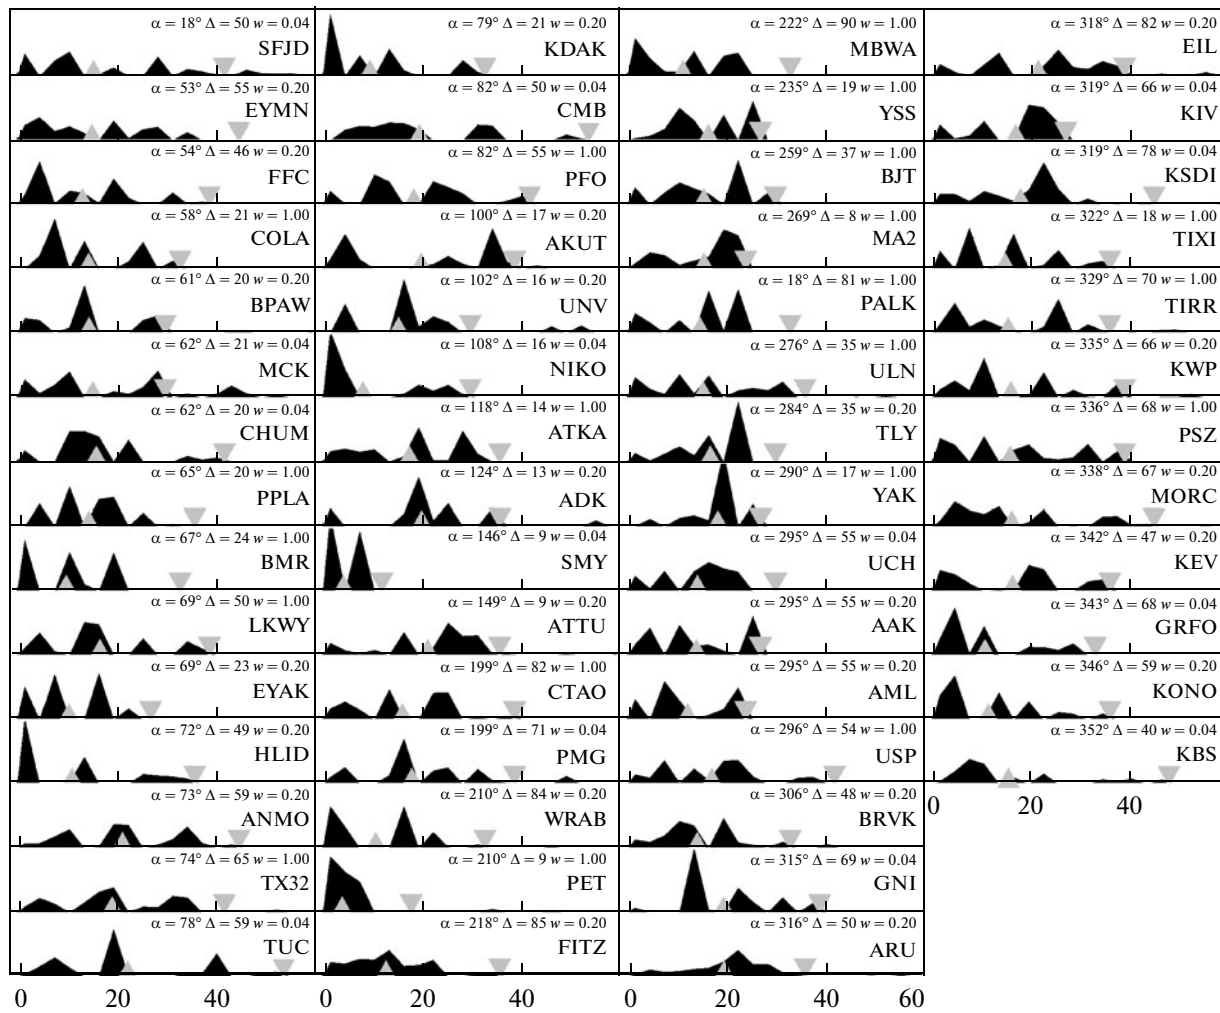 α = 18° Δ = 50 w = 0.04
SFJD
α = 53° Δ = 55 w = 0.20
EYMN
α = 54° Δ = 46 w = 0.20
FFC
α = 58° Δ = 21 w = 1.00
COLA
α = 61° Δ = 20 w = 0.20
BPAW
α = 62° Δ = 21 w = 0.04
MCK
α = 62° Δ = 20 w = 0.04
CHUM
α = 65° Δ = 20 w = 1.00
PPLA
α = 67° Δ = 24 w = 1.00
BMR
α = 69° Δ = 50 w = 1.00
LKWY
α = 69° Δ = 23 w = 0.20
EYAK
α = 72° Δ = 49 w = 0.20
HLID
α = 73° Δ = 59 w = 0.20
ANMO
α = 74° Δ = 65 w = 1.00
TX32
α = 78° Δ = 59 w = 0.04
TUC
0 20 40
α = 79° Δ = 21 w = 0.20
KDAK
α = 82° Δ = 50 w = 0.04
CMB
α = 82° Δ = 55 w = 1.00
PFO
α = 100° Δ = 17 w = 0.20
AKUT
α = 102° Δ = 16 w = 0.20
UNV
α = 108° Δ = 16 w = 0.04
NIKO
α = 118° Δ = 14 w = 1.00
ATKA
α = 124° Δ = 13 w = 0.20
ADK
α = 146° Δ = 9 w = 0.04
SMY
α = 149° Δ = 9 w = 0.20
ATTU
α = 199° Δ = 82 w = 1.00
CTAO
α = 199° Δ = 71 w = 0.04
PMG
α = 210° Δ = 84 w = 0.20
WRAB
α = 210° Δ = 9 w = 1.00
PET
α = 218° Δ = 85 w = 0.20
FITZ
0 20 40
α = 222° Δ = 90 w = 1.00
MBWA
α = 235° Δ = 19 w = 1.00
YSS
α = 259° Δ = 37 w = 1.00
BJT
α = 269° Δ = 8 w = 1.00
MA2
α = 18° Δ = 81 w = 1.00
PALK
α = 276° Δ = 35 w = 1.00
ULN
α = 284° Δ = 35 w = 0.20
TLY
α = 290° Δ = 17 w = 1.00
YAK
α = 295° Δ = 55 w = 0.04
UCH
α = 295° Δ = 55 w = 0.20
AAK
α = 295° Δ = 55 w = 0.20
AML
α = 296° Δ = 54 w = 1.00
USP
α = 306° Δ = 48 w = 0.20
BRVK
α = 315° Δ = 69 w = 0.04
GNI
α = 316° Δ = 50 w = 0.20
ARU
0 20 40 60
α = 318° Δ = 82 w = 0.20
EIL
α = 319° Δ = 66 w = 0.04
KIV
α = 319° Δ = 78 w = 0.04
KSDI
α = 322° Δ = 18 w = 1.00
TIXI
α = 329° Δ = 70 w = 1.00
TIRR
α = 335° Δ = 66 w = 0.20
KWP
α = 336° Δ = 68 w = 1.00
PSZ
α = 338° Δ = 67 w = 0.20
MORC
α = 342° Δ = 47 w = 0.20
KEV
α = 343° Δ = 68 w = 0.04
GRFO
α = 346° Δ = 59 w = 0.20
KONO
α = 352° Δ = 40 w = 0.04
KBS
0 20 40